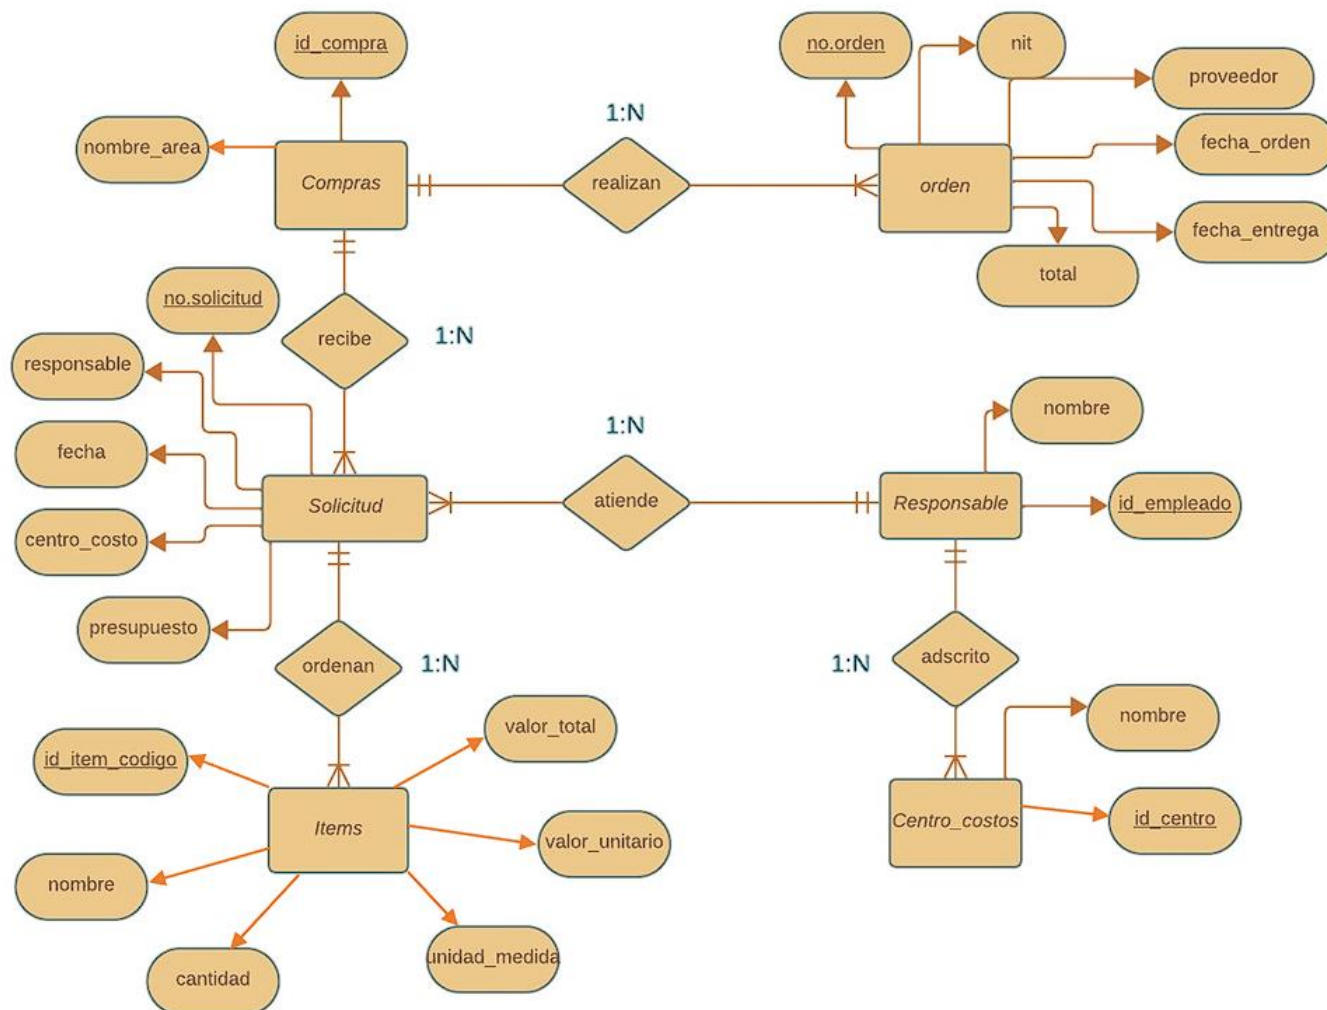 id_compra
no.orden
nit
proveedor
nombre_area
1:N
fecha_orden
Compras
realizan
orden
fecha_entrega
total
no.solicitud
recibe
1:N
responsable
nombre
1:N
fecha
Solicitud
atiende
Responsable
id_empleado
centro_costo
presupuesto
ordenan
1:N
1:N
adscrito
valor_total
nombre
id_item_codigo
Items
valor_unitario
Centro_costos
id_centro
nombre
unidad_medida
cantidad